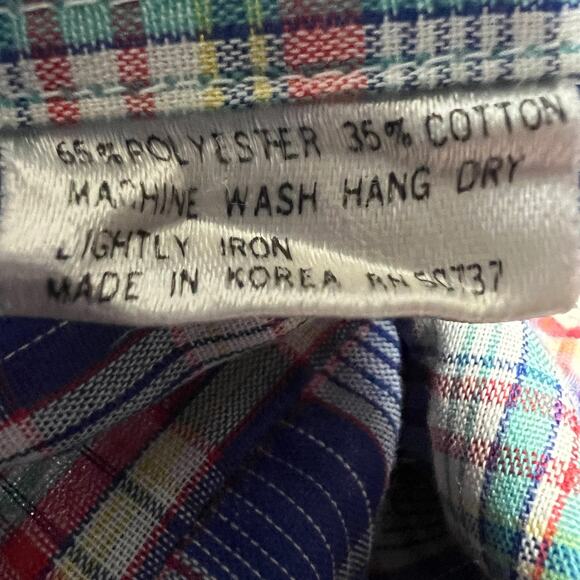 65% POLYESTER 35% COTTON
MACHINE WASH HANG DRY
LIGHTLY IRON
MADE IN KOREA RN 50737